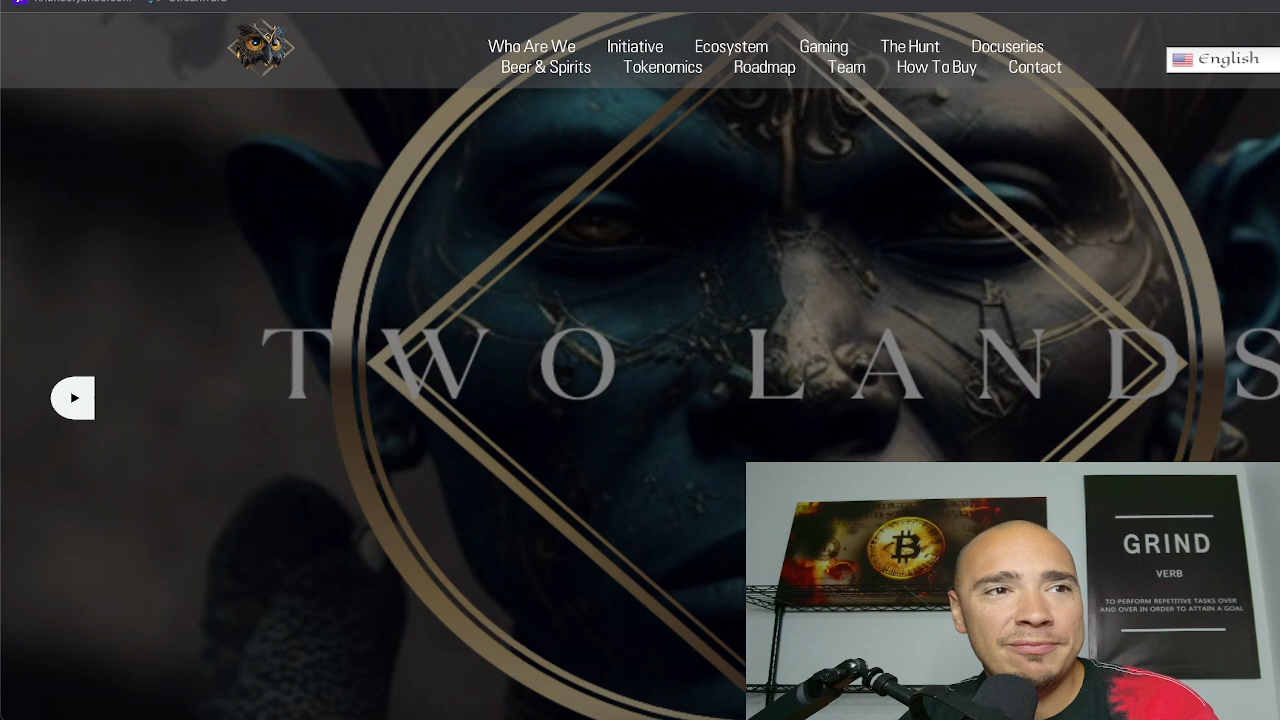 Who Are We Initiative Ecosystem Gaming The Hunt Docuseries
Beer & Spirits Tokenomics Roadmap Team How To Buy Contact
English
TWO LANDS
GRIND
VERB
TO PERFORM REPETITIVE TASKS OVER
AND OVER IN ORDER TO ATTAIN A GOAL